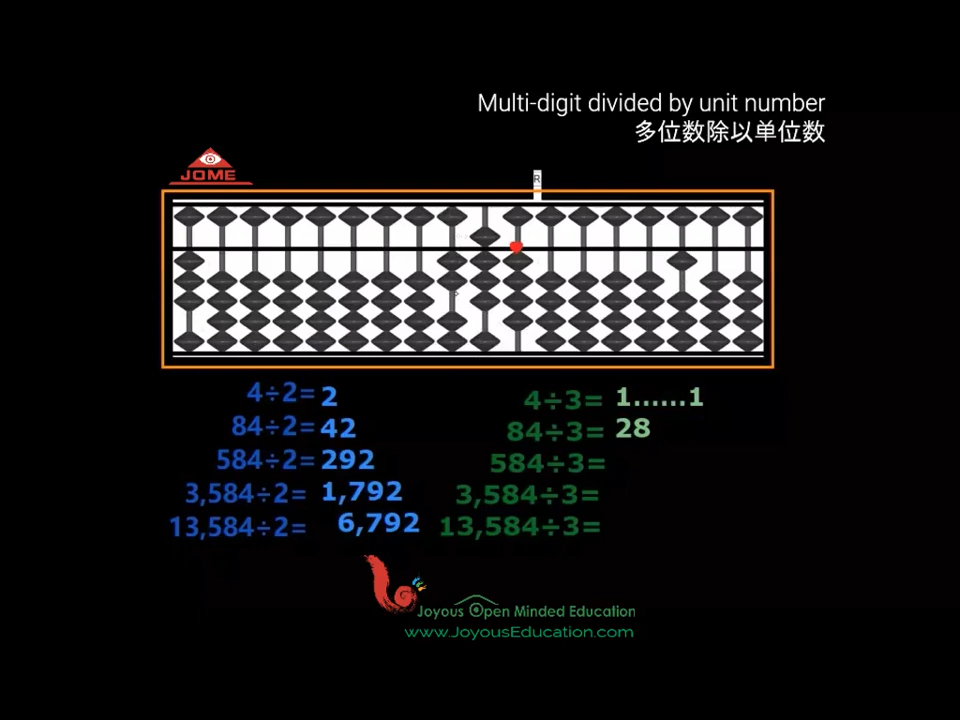 Multi-digit divided by unit number
多位数除以单位数
JOME
R
4÷2= 2
84÷2= 42
584÷2= 292
3,584÷2= 1,792
13,584÷2= 6,792
4÷3= 1......1
84÷3= 28
584÷3=
3,584÷3=
13,584÷3=
Joyous Open Minded Education
www.JoyousEducation.com